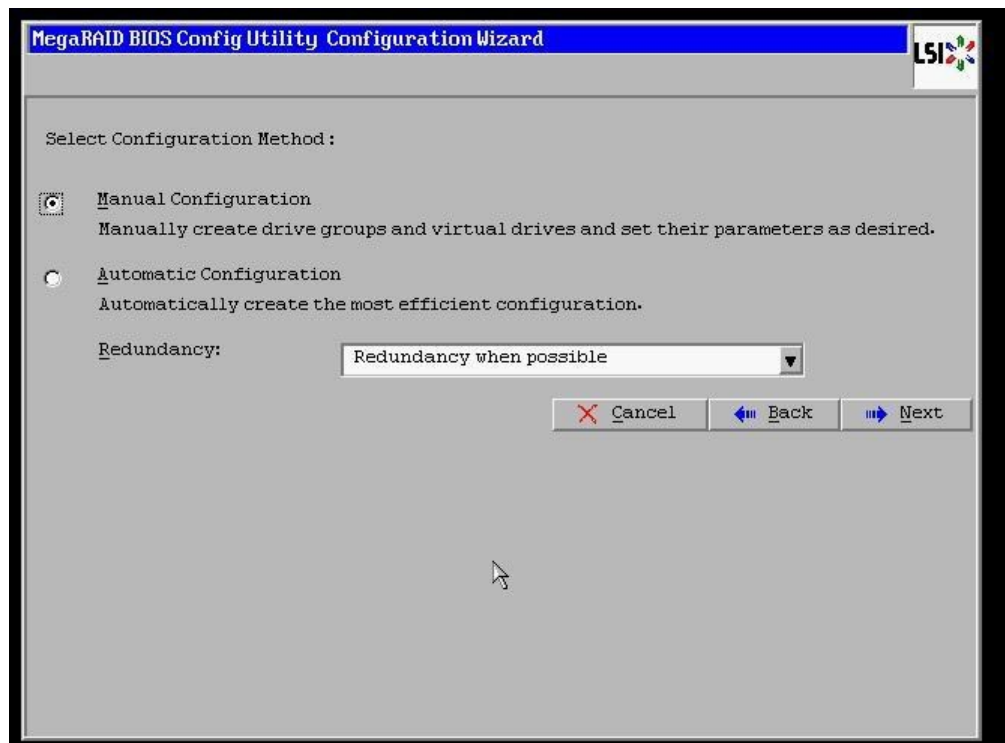 MegaRAID BIOS Config Utility Configuration Wizard
LSI
Select Configuration Method:
Manual Configuration
Manually create drive groups and virtual drives and set their parameters as desired.
Automatic Configuration
Automatically create the most efficient configuration.
Redundancy: Redundancy when possible
Cancel Back Next